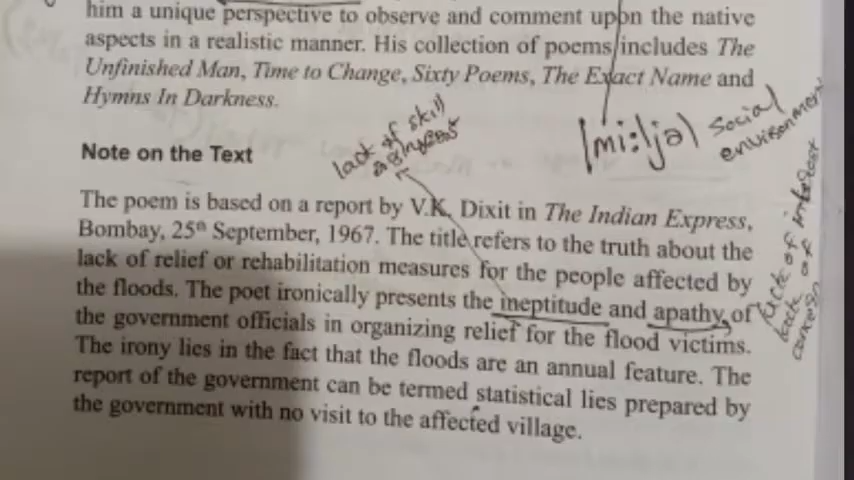 him a unique perspective to observe and comment upon the native
aspects in a realistic manner. His collection of poems includes The
Unfinished Man, Time to Change, Sixty Poems, The Exact Name and
Hymns In Darkness.
lack of skill
|mi:ljə|
social
environment
Note on the Text
The poem is based on a report by V.K. Dixit in The Indian Express,
Bombay, 25th September, 1967. The title refers to the truth about the
lack of relief or rehabilitation measures for the people affected by
the floods. The poet ironically presents the ineptitude and apathy of
the government officials in organizing relief for the flood victims.
The irony lies in the fact that the floods are an annual feature. The
report of the government can be termed statistical lies prepared by
the government with no visit to the affected village.
lack of interest
lack of
concern